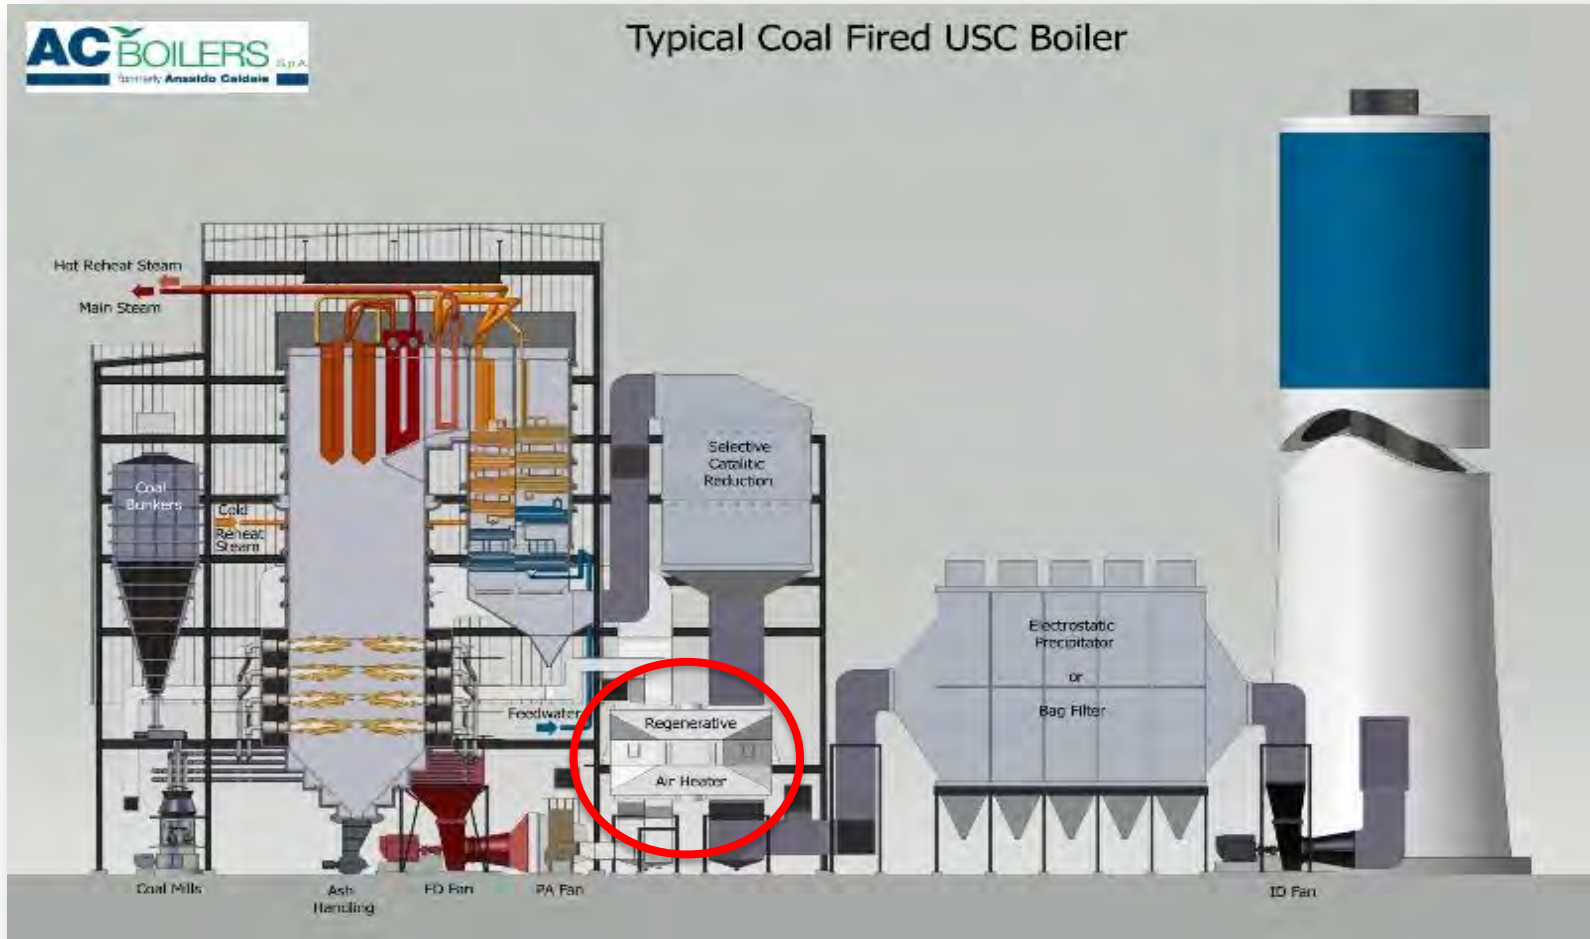 Typical Coal Fired USC Boiler
AC BOILERS S.p.A.
formerly Ansaldo Caldaie
Hot Reheat Steam
Main Steam
Coal
Bunkers
Cold
Reheat
Steam
Selective
Catalitic
Reduction
Electrostatic
Precipitator
or
Bag Filter
Feedwater
Regenerative
Air Heater
Coal Mills
Ash
Handling
FD Fan
PA Fan
ID Fan